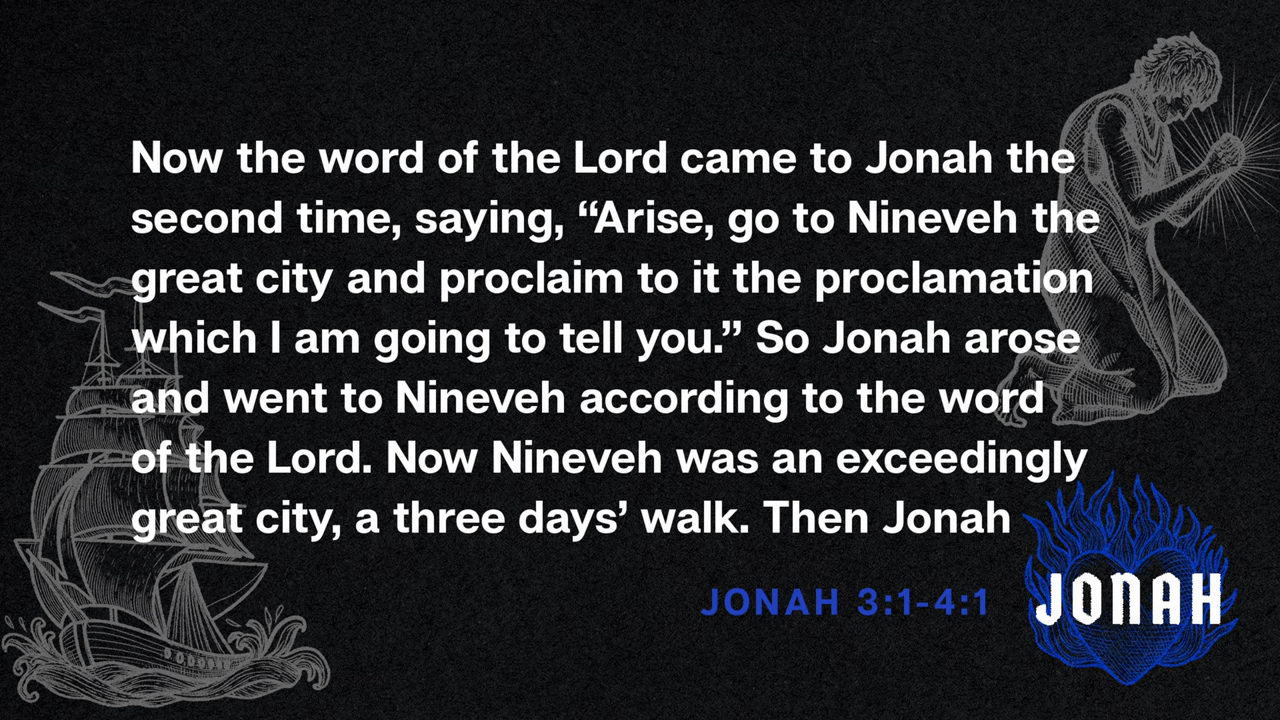 Now the word of the Lord came to Jonah the
second time, saying, “Arise, go to Nineveh the
great city and proclaim to it the proclamation
which I am going to tell you.” So Jonah arose
and went to Nineveh according to the word
of the Lord. Now Nineveh was an exceedingly
great city, a three days’ walk. Then Jonah
JONAH 3:1-4:1
JONAH